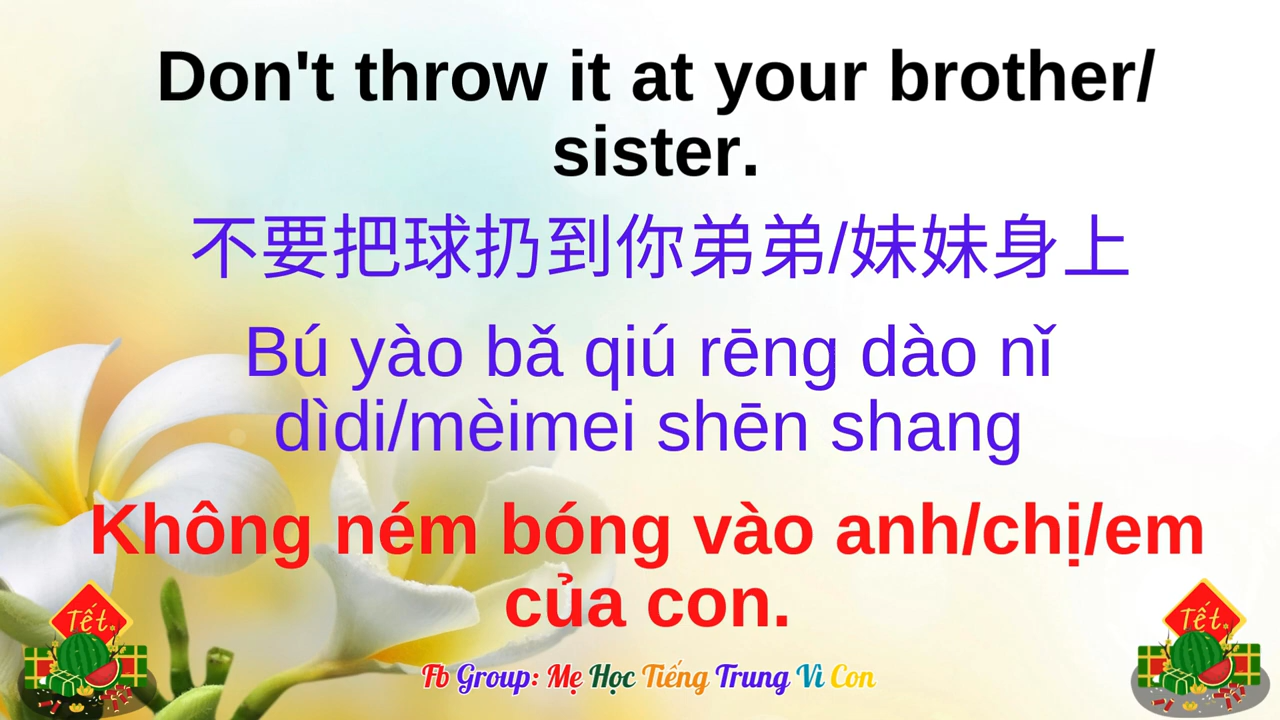 Don't throw it at your brother/
sister.
不要把球扔到你弟弟/妹妹身上
Bú yào bǎ qiú rēng dào nǐ
dìdi/mèimei shēn shang
Không ném bóng vào anh/chị/em
của con.
Fb Group: Mẹ Học Tiếng Trung Vì Con
Tết
Tết